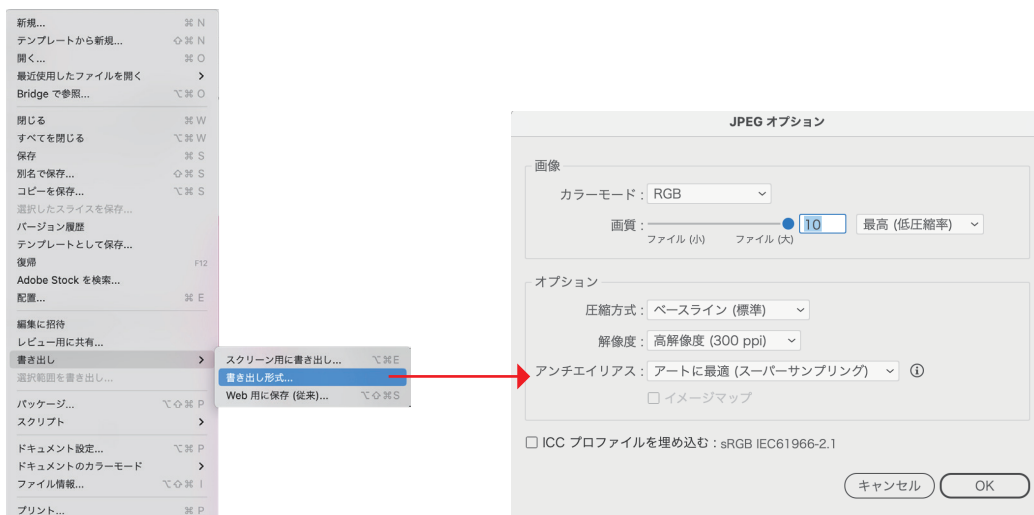 新規... ⌘ N
テンプレートから新規... ⇧⌘ N
開く... ⌘ O
最近使用したファイルを開く >
Bridge で参照... ⌥⌘ O
閉じる ⌘ W
すべてを閉じる ⌥⌘ W
保存 ⌘ S
別名で保存... ⇧⌘ S
コピーを保存... ⌥⌘ S
選択したスライスを保存...
バージョン履歴
テンプレートとして保存...
復帰 F12
Adobe Stock を検索...
配置... ⌘ E
編集に招待
レビュー用に共有...
書き出し >
選択範囲を書き出し...
パッケージ... ⌥⇧⌘ P
スクリプト >
ドキュメント設定... ⌥⌘ P
ドキュメントのカラーモード >
ファイル情報... ⌥⇧⌘ I
プリント... ⌘ P
スクリーン用に書き出し... ⌥⌘E
書き出し形式...
Web 用に保存 (従来)... ⌥⇧⌘S
JPEG オプション
画像
カラーモード : RGB
画質 : 10 最高 (低圧縮率)
ファイル (小) ファイル (大)
オプション
圧縮方式 : ベースライン (標準)
解像度 : 高解像度 (300 ppi)
アンチエイリアス : アートに最適 (スーパーサンプリング)
イメージマップ
ICC プロファイルを埋め込む : sRGB IEC61966-2.1
キャンセル OK